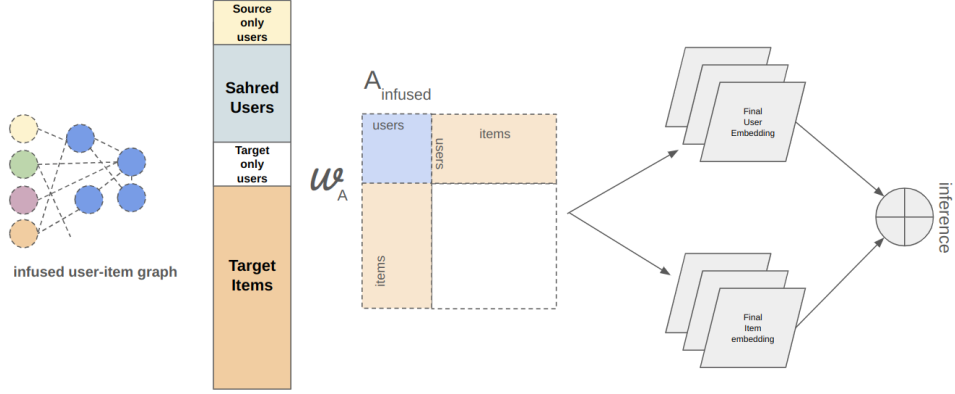 Source
only
users
Sahred
Users
Target
only
users
Target
Items
infused user-item graph
𝓌
A
A
infused
users
users
items
items
Final
User
Embedding
Final
Item
embedding
inference